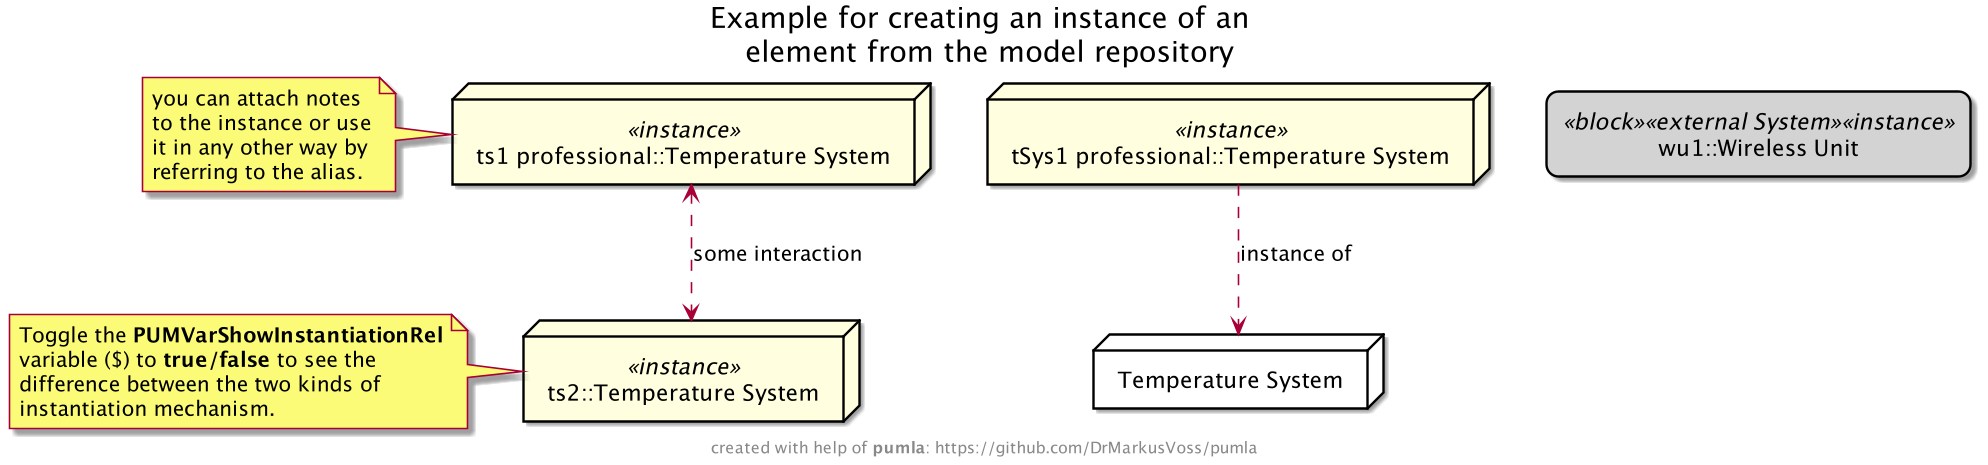 Example for creating an instance of an
element from the model repository
you can attach notes
to the instance or use
it in any other way by
referring to the alias.
«instance»
ts1 professional::Temperature System
«instance»
tSys1 professional::Temperature System
«block»«external System»«instance»
wu1::Wireless Unit
some interaction
instance of
Toggle the PUMVarShowInstantiationRel
variable ($) to true/false to see the
difference between the two kinds of
instantiation mechanism.
«instance»
ts2::Temperature System
Temperature System
created with help of pumla: https://github.com/DrMarkusVoss/pumla